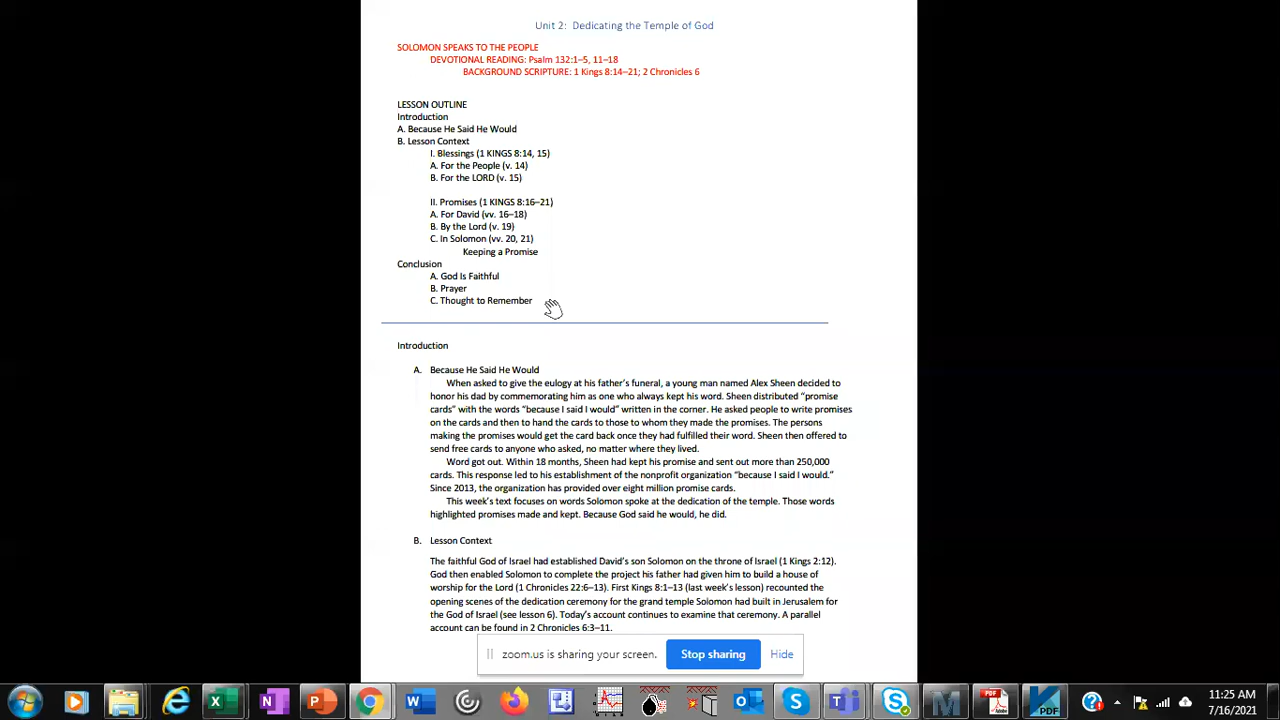 Unit 2: Dedicating the Temple of God
SOLOMON SPEAKS TO THE PEOPLE
DEVOTIONAL READING: Psalm 132:1–5, 11–18
BACKGROUND SCRIPTURE: 1 Kings 8:14–21; 2 Chronicles 6
LESSON OUTLINE
Introduction
A. Because He Said He Would
B. Lesson Context
I. Blessings (1 KINGS 8:14, 15)
A. For the People (v. 14)
B. For the LORD (v. 15)
II. Promises (1 KINGS 8:16–21)
A. For David (vv. 16–18)
B. By the Lord (v. 19)
C. In Solomon (vv. 20, 21)
Keeping a Promise
Conclusion
A. God Is Faithful
B. Prayer
C. Thought to Remember
Introduction
A. Because He Said He Would
When asked to give the eulogy at his father’s funeral, a young man named Alex Sheen decided to
honor his dad by commemorating him as one who always kept his word. Sheen distributed “promise
cards” with the words “because I said I would” written in the corner. He asked people to write promises
on the cards and then to hand the cards to those to whom they made the promises. The persons
making the promises would get the card back once they had fulfilled their word. Sheen then offered to
send free cards to anyone who asked, no matter where they lived.
Word got out. Within 18 months, Sheen had kept his promise and sent out more than 250,000
cards. This response led to his establishment of the nonprofit organization “because I said I would.”
Since 2013, the organization has provided over eight million promise cards.
This week’s text focuses on words Solomon spoke at the dedication of the temple. Those words
highlighted promises made and kept. Because God said he would, he did.
B. Lesson Context
The faithful God of Israel had established David’s son Solomon on the throne of Israel (1 Kings 2:12).
God then enabled Solomon to complete the project his father had given him to build a house of
worship for the Lord (1 Chronicles 22:6–13). First Kings 8:1–13 (last week’s lesson) recounted the
opening scenes of the dedication ceremony for the grand temple Solomon had built in Jerusalem for
the God of Israel (see lesson 6). Today’s account continues to examine that ceremony. A parallel
account can be found in 2 Chronicles 6:3–11.
zoom.us is sharing your screen. Stop sharing Hide
11:25 AM
7/16/2021